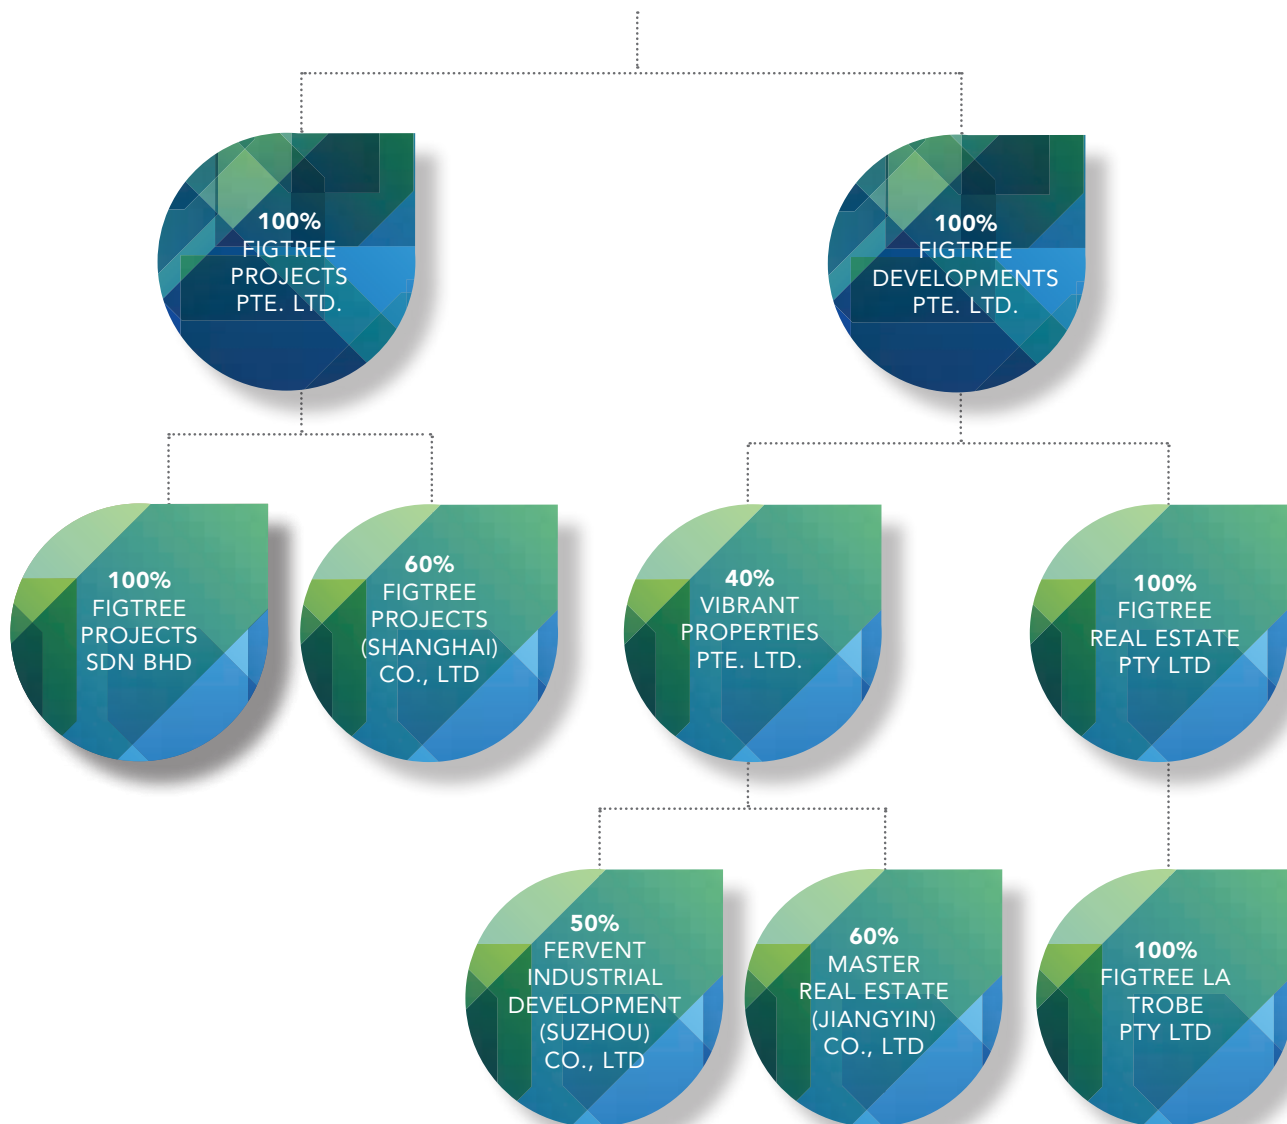 100%
FIGTREE
PROJECTS
PTE. LTD.
100%
FIGTREE
DEVELOPMENTS
PTE. LTD.
100%
FIGTREE
PROJECTS
SDN BHD
60%
FIGTREE
PROJECTS
(SHANGHAI)
CO., LTD
40%
VIBRANT
PROPERTIES
PTE. LTD.
100%
FIGTREE
REAL ESTATE
PTY LTD
50%
FERVENT
INDUSTRIAL
DEVELOPMENT
(SUZHOU)
CO., LTD
60%
MASTER
REAL ESTATE
(JIANGYIN)
CO., LTD
100%
FIGTREE LA
TROBE
PTY LTD